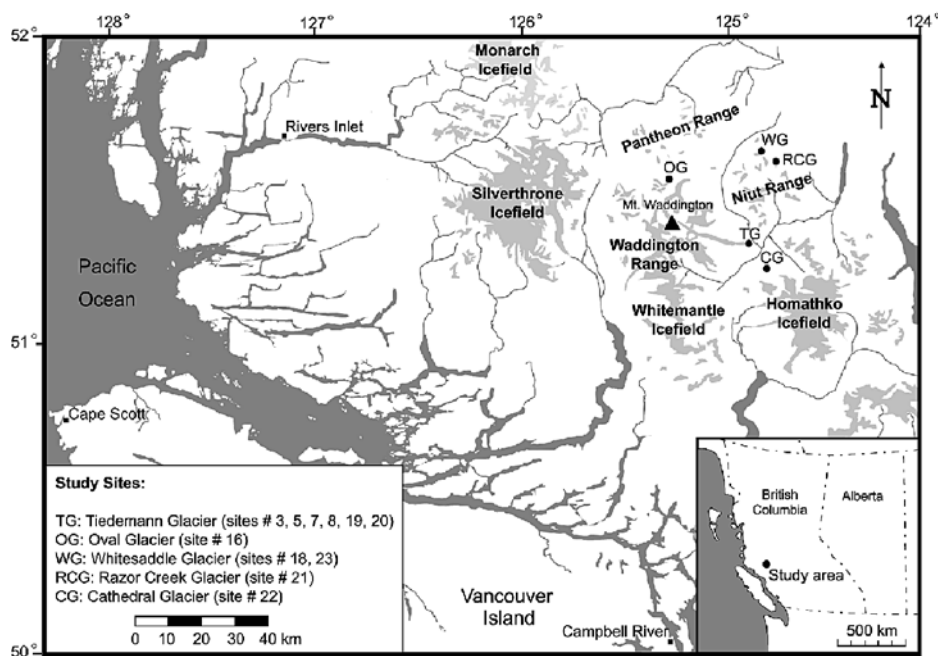 128
127
126
125
124
52
Monarch
Icefield
N
Pantheon Range
Rivers Inlet
WG
RCG
OG
Niut Range
Silverthrone
Icefield
Mt. Waddington
TG
Waddington
Range
CG
Pacific
Ocean
Whitemantle
Icefield
Homathko
Icefield
51
Cape Scott
Study Sites:
TG: Tiedemann Glacier (sites # 3, 5, 7, 8, 19, 20)
OG: Oval Glacier (site # 16)
WG: Whitesaddle Glacier (sites # 18, 23)
RCG: Razor Creek Glacier (site # 21)
CG: Cathedral Glacier (site # 22)
0 10 20 30 40 km
Vancouver
Island
Campbell River
British
Columbia
Alberta
Study area
500 km
50